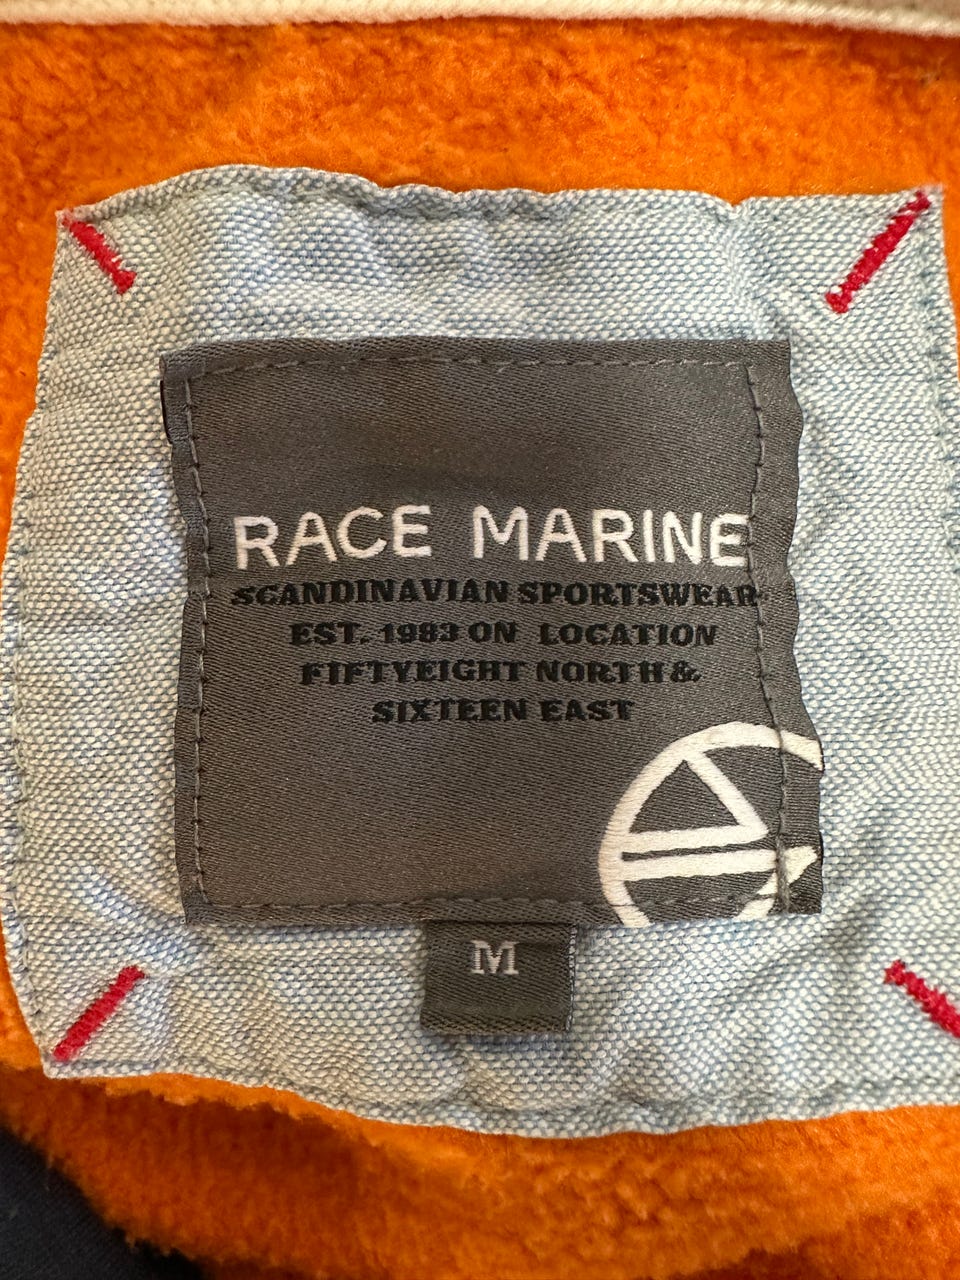 RACE MARINE
SCANDINAVIAN SPORTSWEAR
EST. 1983 ON LOCATION
FIFTYEIGHT NORTH &
SIXTEEN EAST
M